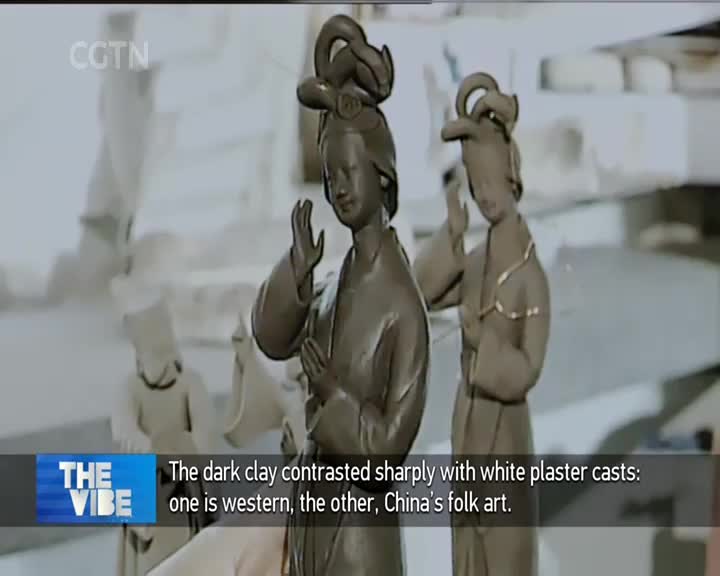 CGTN
THE
VIBE
The dark clay contrasted sharply with white plaster casts:
one is western, the other, China's folk art.